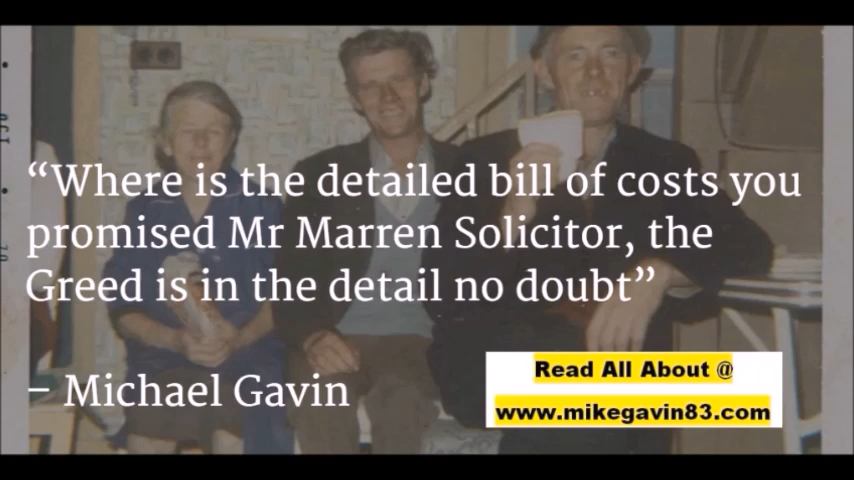 “Where is the detailed bill of costs you
promised Mr Marren Solicitor, the
Greed is in the detail no doubt”
– Michael Gavin
Read All About @
www.mikegavin83.com